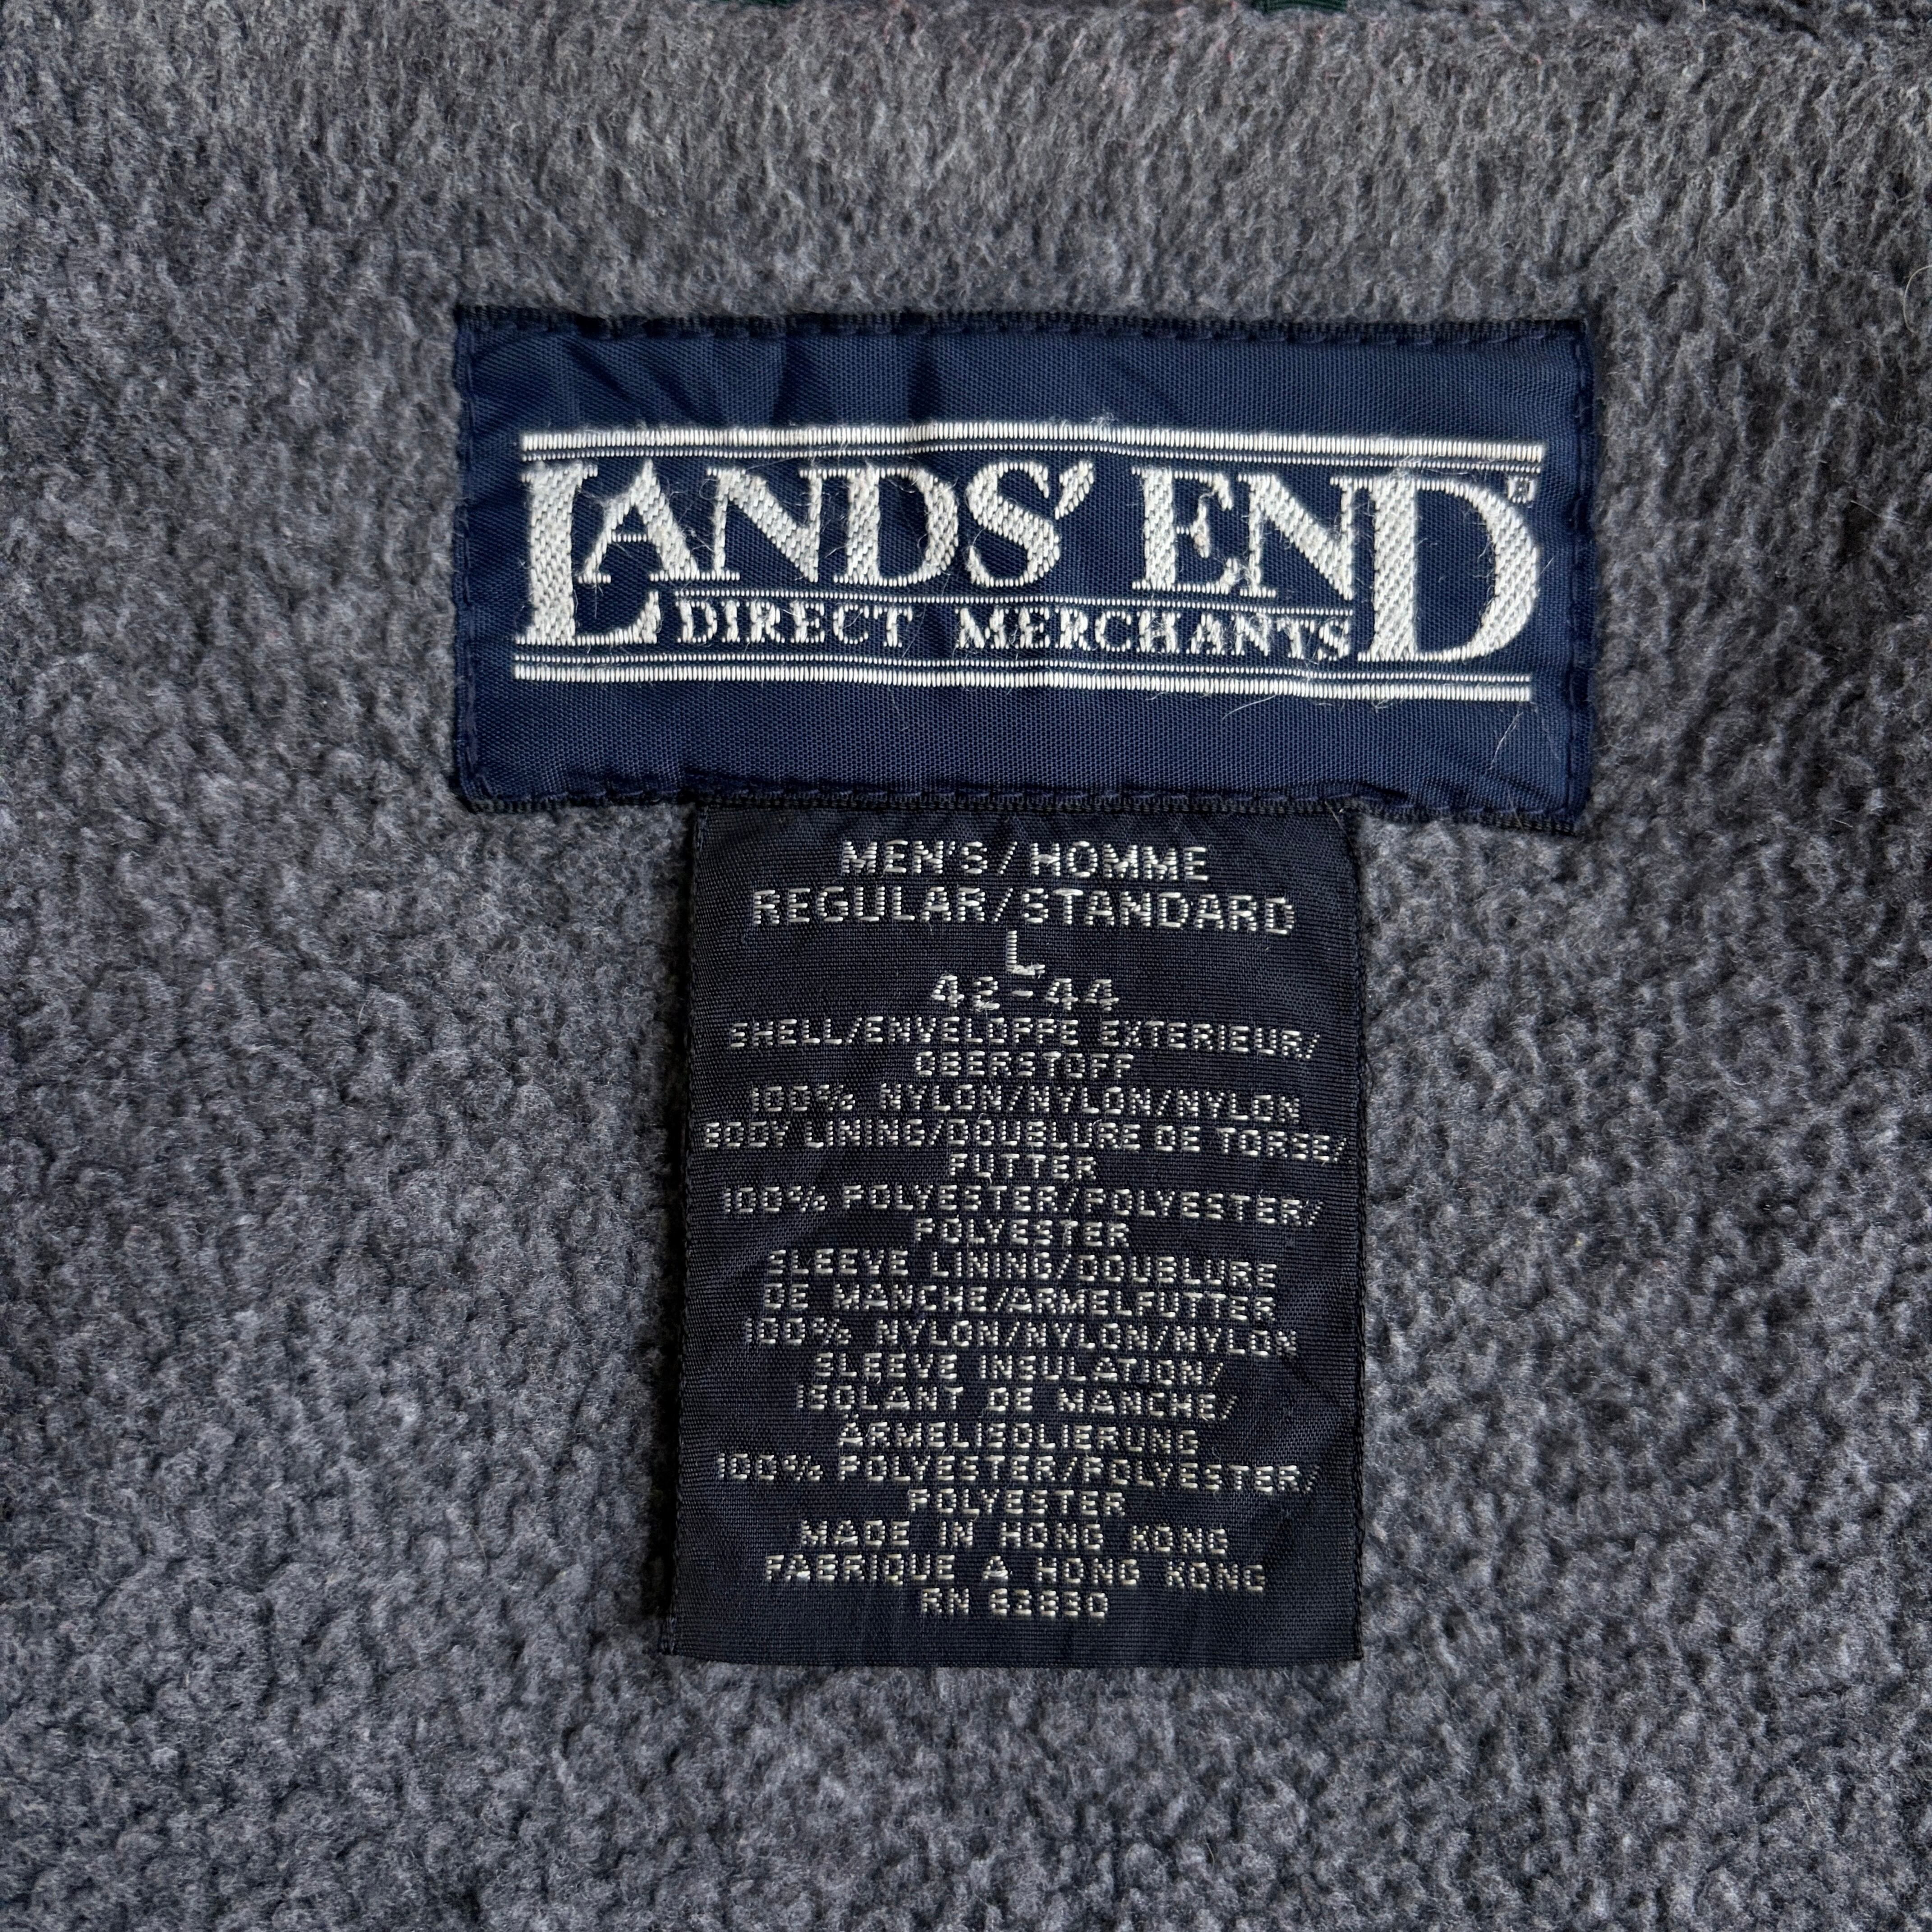 LANDS' END®
DIRECT MERCHANTS
MEN'S/HOMME
REGULAR/STANDARD
L
42-44
SHELL/ENVELOPPE EXTERIEUR/
OBERSTOFF
100% NYLON/NYLON/NYLON
BODY LINING/DOUBLURE DE TORSE/
FUTTER
100% POLYESTER/POLYESTER/
POLYESTER
SLEEVE LINING/DOUBLURE
DE MANCHE/ARMELFUTTER
100% NYLON/NYLON/NYLON
SLEEVE INSULATION/
ISOLANT DE MANCHE/
ARMELISOLIERUNG
100% POLYESTER/POLYESTER/
POLYESTER
MADE IN HONG KONG
FABRIQUE A HONG KONG
RN